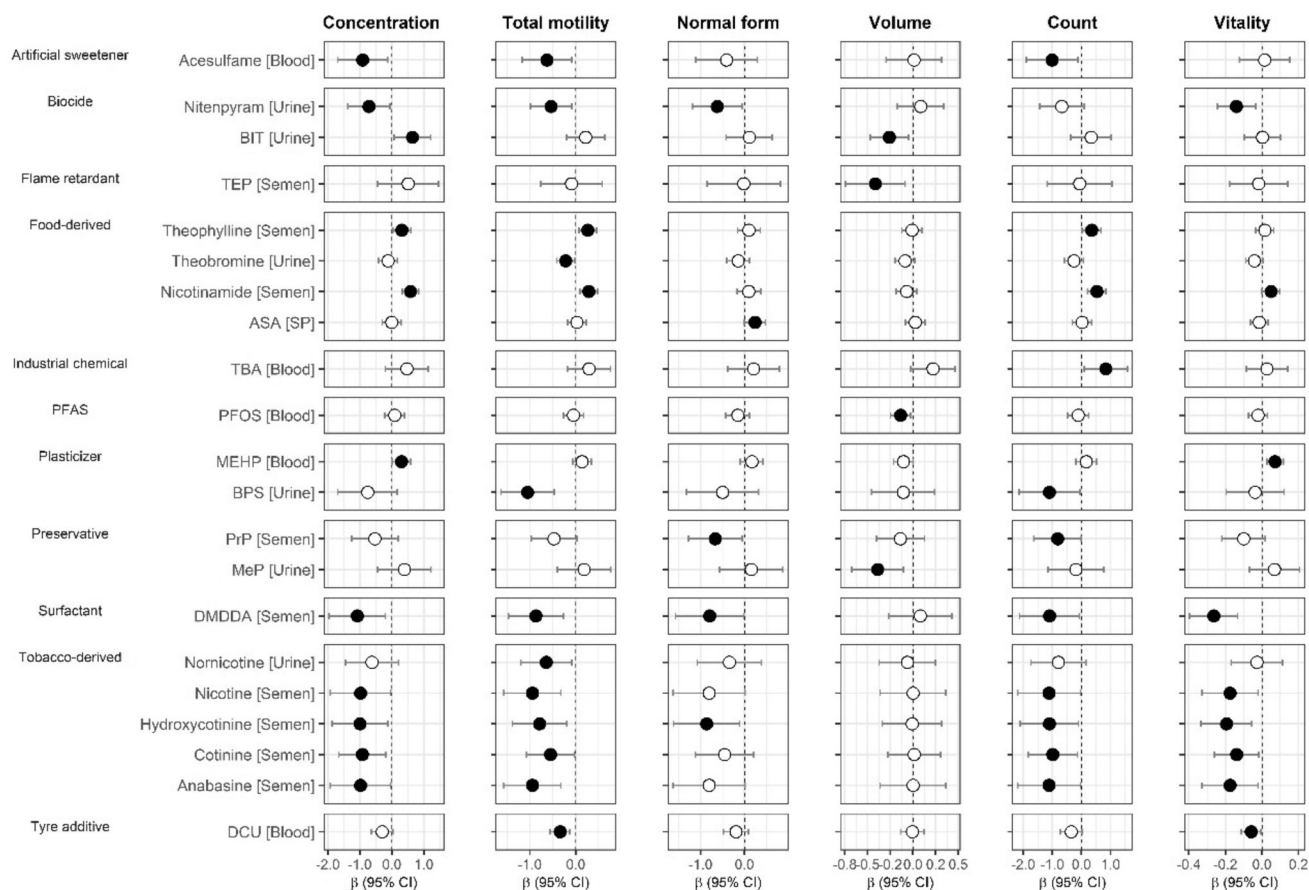 Concentration Total motility Normal form Volume Count Vitality
Artificial sweetener Acesulfame [Blood]
Biocide Nitenpyram [Urine]
BIT [Urine]
Flame retardant TEP [Semen]
Food-derived Theophylline [Semen]
Theobromine [Urine]
Nicotinamide [Semen]
ASA [SP]
Industrial chemical TBA [Blood]
PFAS PFOS [Blood]
Plasticizer MEHP [Blood]
BPS [Urine]
Preservative PrP [Semen]
MeP [Urine]
Surfactant DMDDA [Semen]
Tobacco-derived Nornicotine [Urine]
Nicotine [Semen]
Hydroxycotinine [Semen]
Cotinine [Semen]
Anabasine [Semen]
Tyre additive DCU [Blood]
-2.0 -1.0 0.0 1.0 -1.0 0.0 -1.0 0.0 -0.8 -0.5 -0.2 0.0 0.2 0.5 -2.0 -1.0 0.0 1.0 -0.4 -0.2 0.0 0.2
β (95% CI) β (95% CI) β (95% CI) β (95% CI) β (95% CI) β (95% CI)